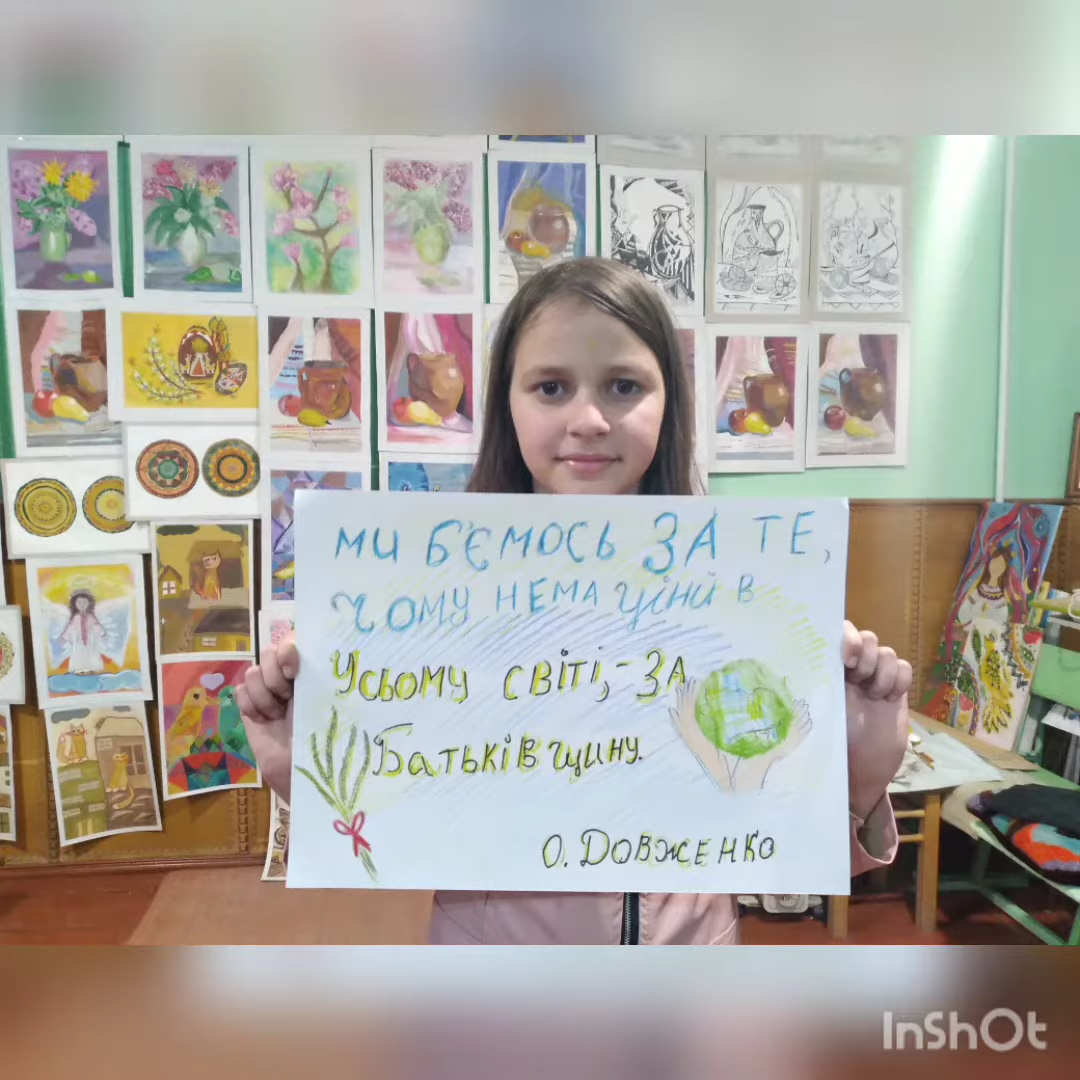 МИ Б'ЄМОСЬ ЗА ТЕ,
ЧОМУ НЕМА ЦІНИ В
УСЬОМУ СВІТІ, - ЗА
БАТЬКІВЩИНУ.
О. ДОВЖЕНКО
InShOt